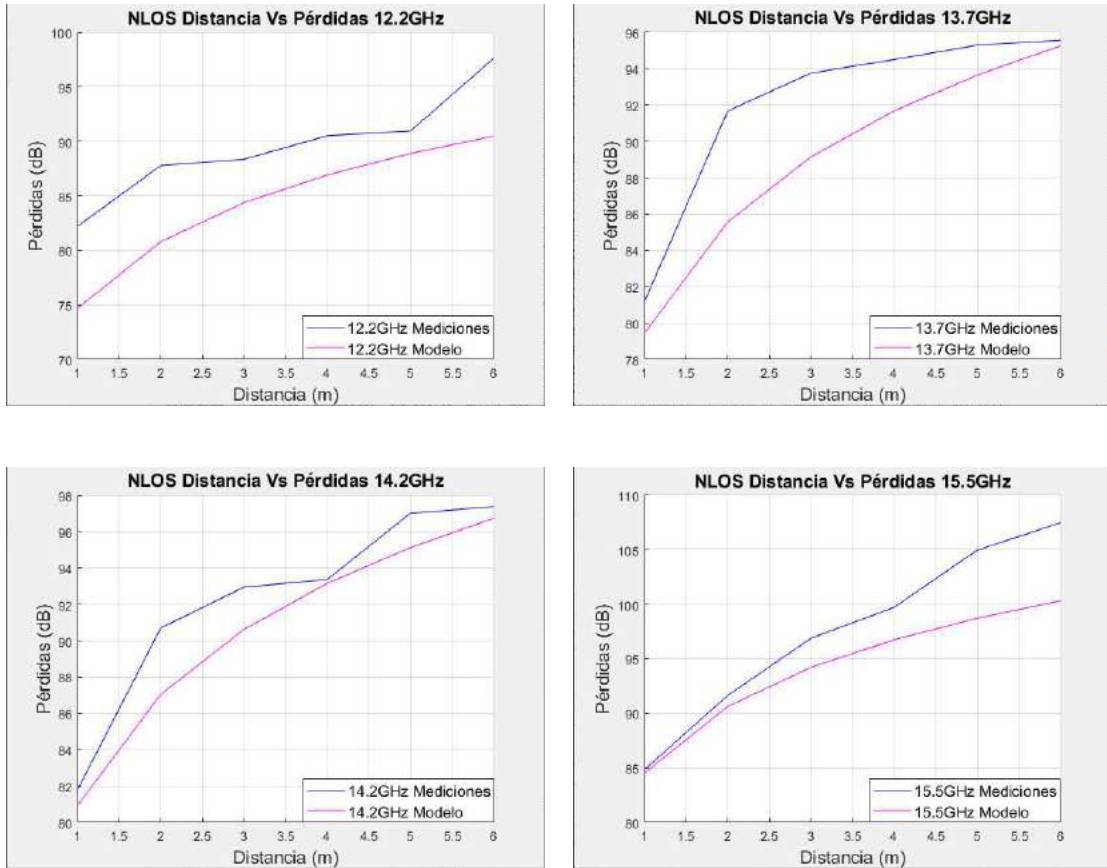 NLOS Distancia Vs Pérdidas 12.2GHz
100
95
90
85
80
75
70
Pérdidas (dB)
12.2GHz Mediciones
12.2GHz Modelo
1 1.5 2 2.5 3 3.5 4 4.5 5 5.5 6
Distancia (m)
NLOS Distancia Vs Pérdidas 13.7GHz
96
94
92
90
88
86
84
82
80
78
Pérdidas (dB)
13.7GHz Mediciones
13.7GHz Modelo
1 1.5 2 2.5 3 3.5 4 4.5 5 5.5 6
Distancia (m)
NLOS Distancia Vs Pérdidas 14.2GHz
98
96
94
92
90
88
86
84
82
80
Pérdidas (dB)
14.2GHz Mediciones
14.2GHz Modelo
1 1.5 2 2.5 3 3.5 4 4.5 5 5.5 6
Distancia (m)
NLOS Distancia Vs Pérdidas 15.5GHz
110
105
100
95
90
85
80
Pérdidas (dB)
15.5GHz Mediciones
15.5GHz Modelo
1 1.5 2 2.5 3 3.5 4 4.5 5 5.5 6
Distancia (m)